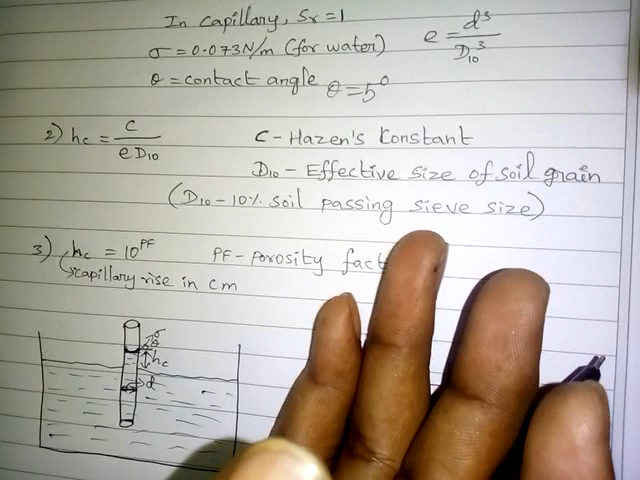 In Capillary, Sr=1
σ = 0.073N/m (for water)
e = d³/D₁₀³
θ = contact angle θ=5°
2) hc = C/eD₁₀
C - Hazen's Constant
D₁₀ - Effective size of soil grain
(D₁₀ - 10% soil passing sieve size)
3) hc = 10^PF
PF - porosity fact
capillary rise in cm
σ
θ
hc
d